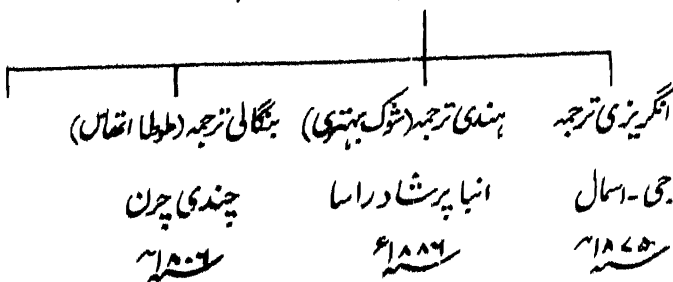 انگریزی ترجمہ ہندی ترجمہ (شوک بہتری) بنگالی ترجمہ (طوطا اتھاس)
جی۔اسمال انبا پرشاد راسا چندی چرن
۱۸۷۵ء ۱۸۸۶ء ۱۸۰۶ء